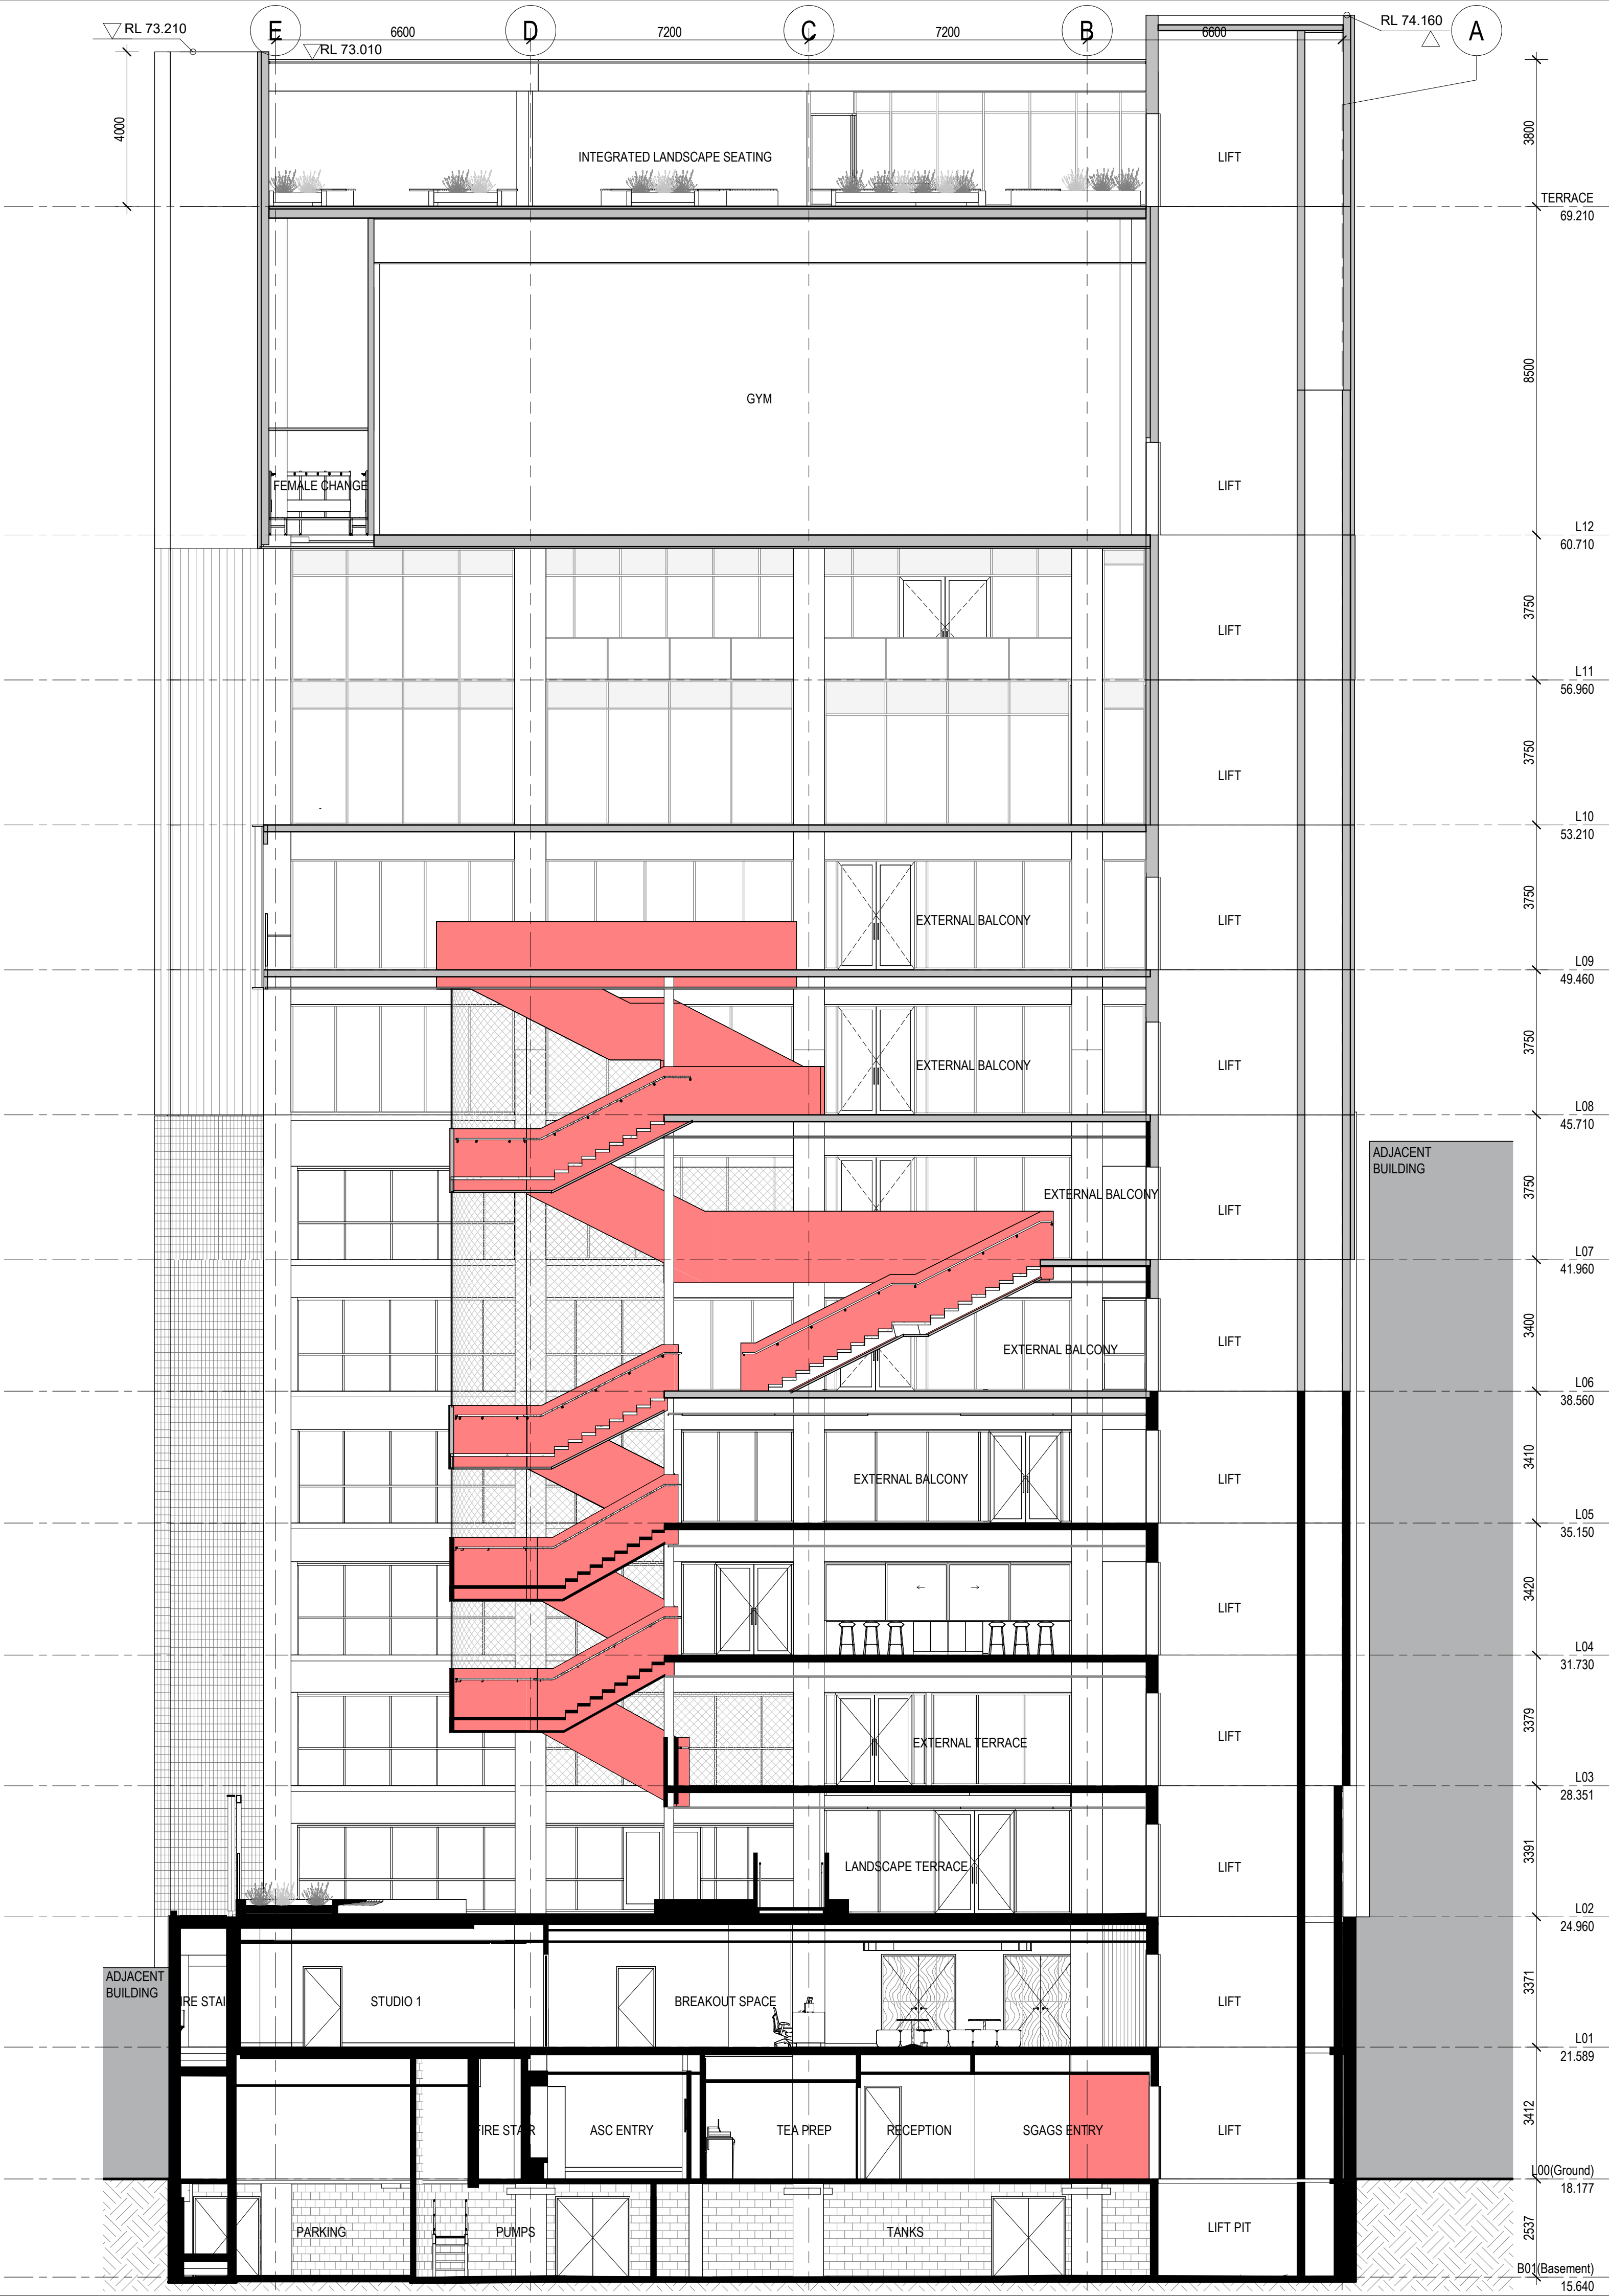 RL 73.210
E
6600
D
7200
C
7200
B
6600
RL 74.160
A
RL 73.010
4000
3800
INTEGRATED LANDSCAPE SEATING
LIFT
TERRACE
69.210
8500
GYM
FEMALE CHANGE
LIFT
L12
60.710
3750
LIFT
L11
56.960
3750
LIFT
L10
53.210
3750
EXTERNAL BALCONY
LIFT
L09
49.460
3750
EXTERNAL BALCONY
LIFT
L08
45.710
ADJACENT
BUILDING
3750
EXTERNAL BALCONY
LIFT
L07
41.960
3400
EXTERNAL BALCONY
LIFT
L06
38.560
3410
EXTERNAL BALCONY
LIFT
L05
35.150
3420
LIFT
L04
31.730
3379
EXTERNAL TERRACE
LIFT
L03
28.351
3391
LANDSCAPE TERRACE
LIFT
L02
24.960
ADJACENT
BUILDING
3371
IRE STAI
STUDIO 1
BREAKOUT SPACE
LIFT
L01
21.589
3412
FIRE STAIR
ASC ENTRY
TEA PREP
RECEPTION
SGAGS ENTRY
LIFT
L00(Ground)
18.177
2537
PARKING
PUMPS
TANKS
LIFT PIT
B01(Basement)
15.640